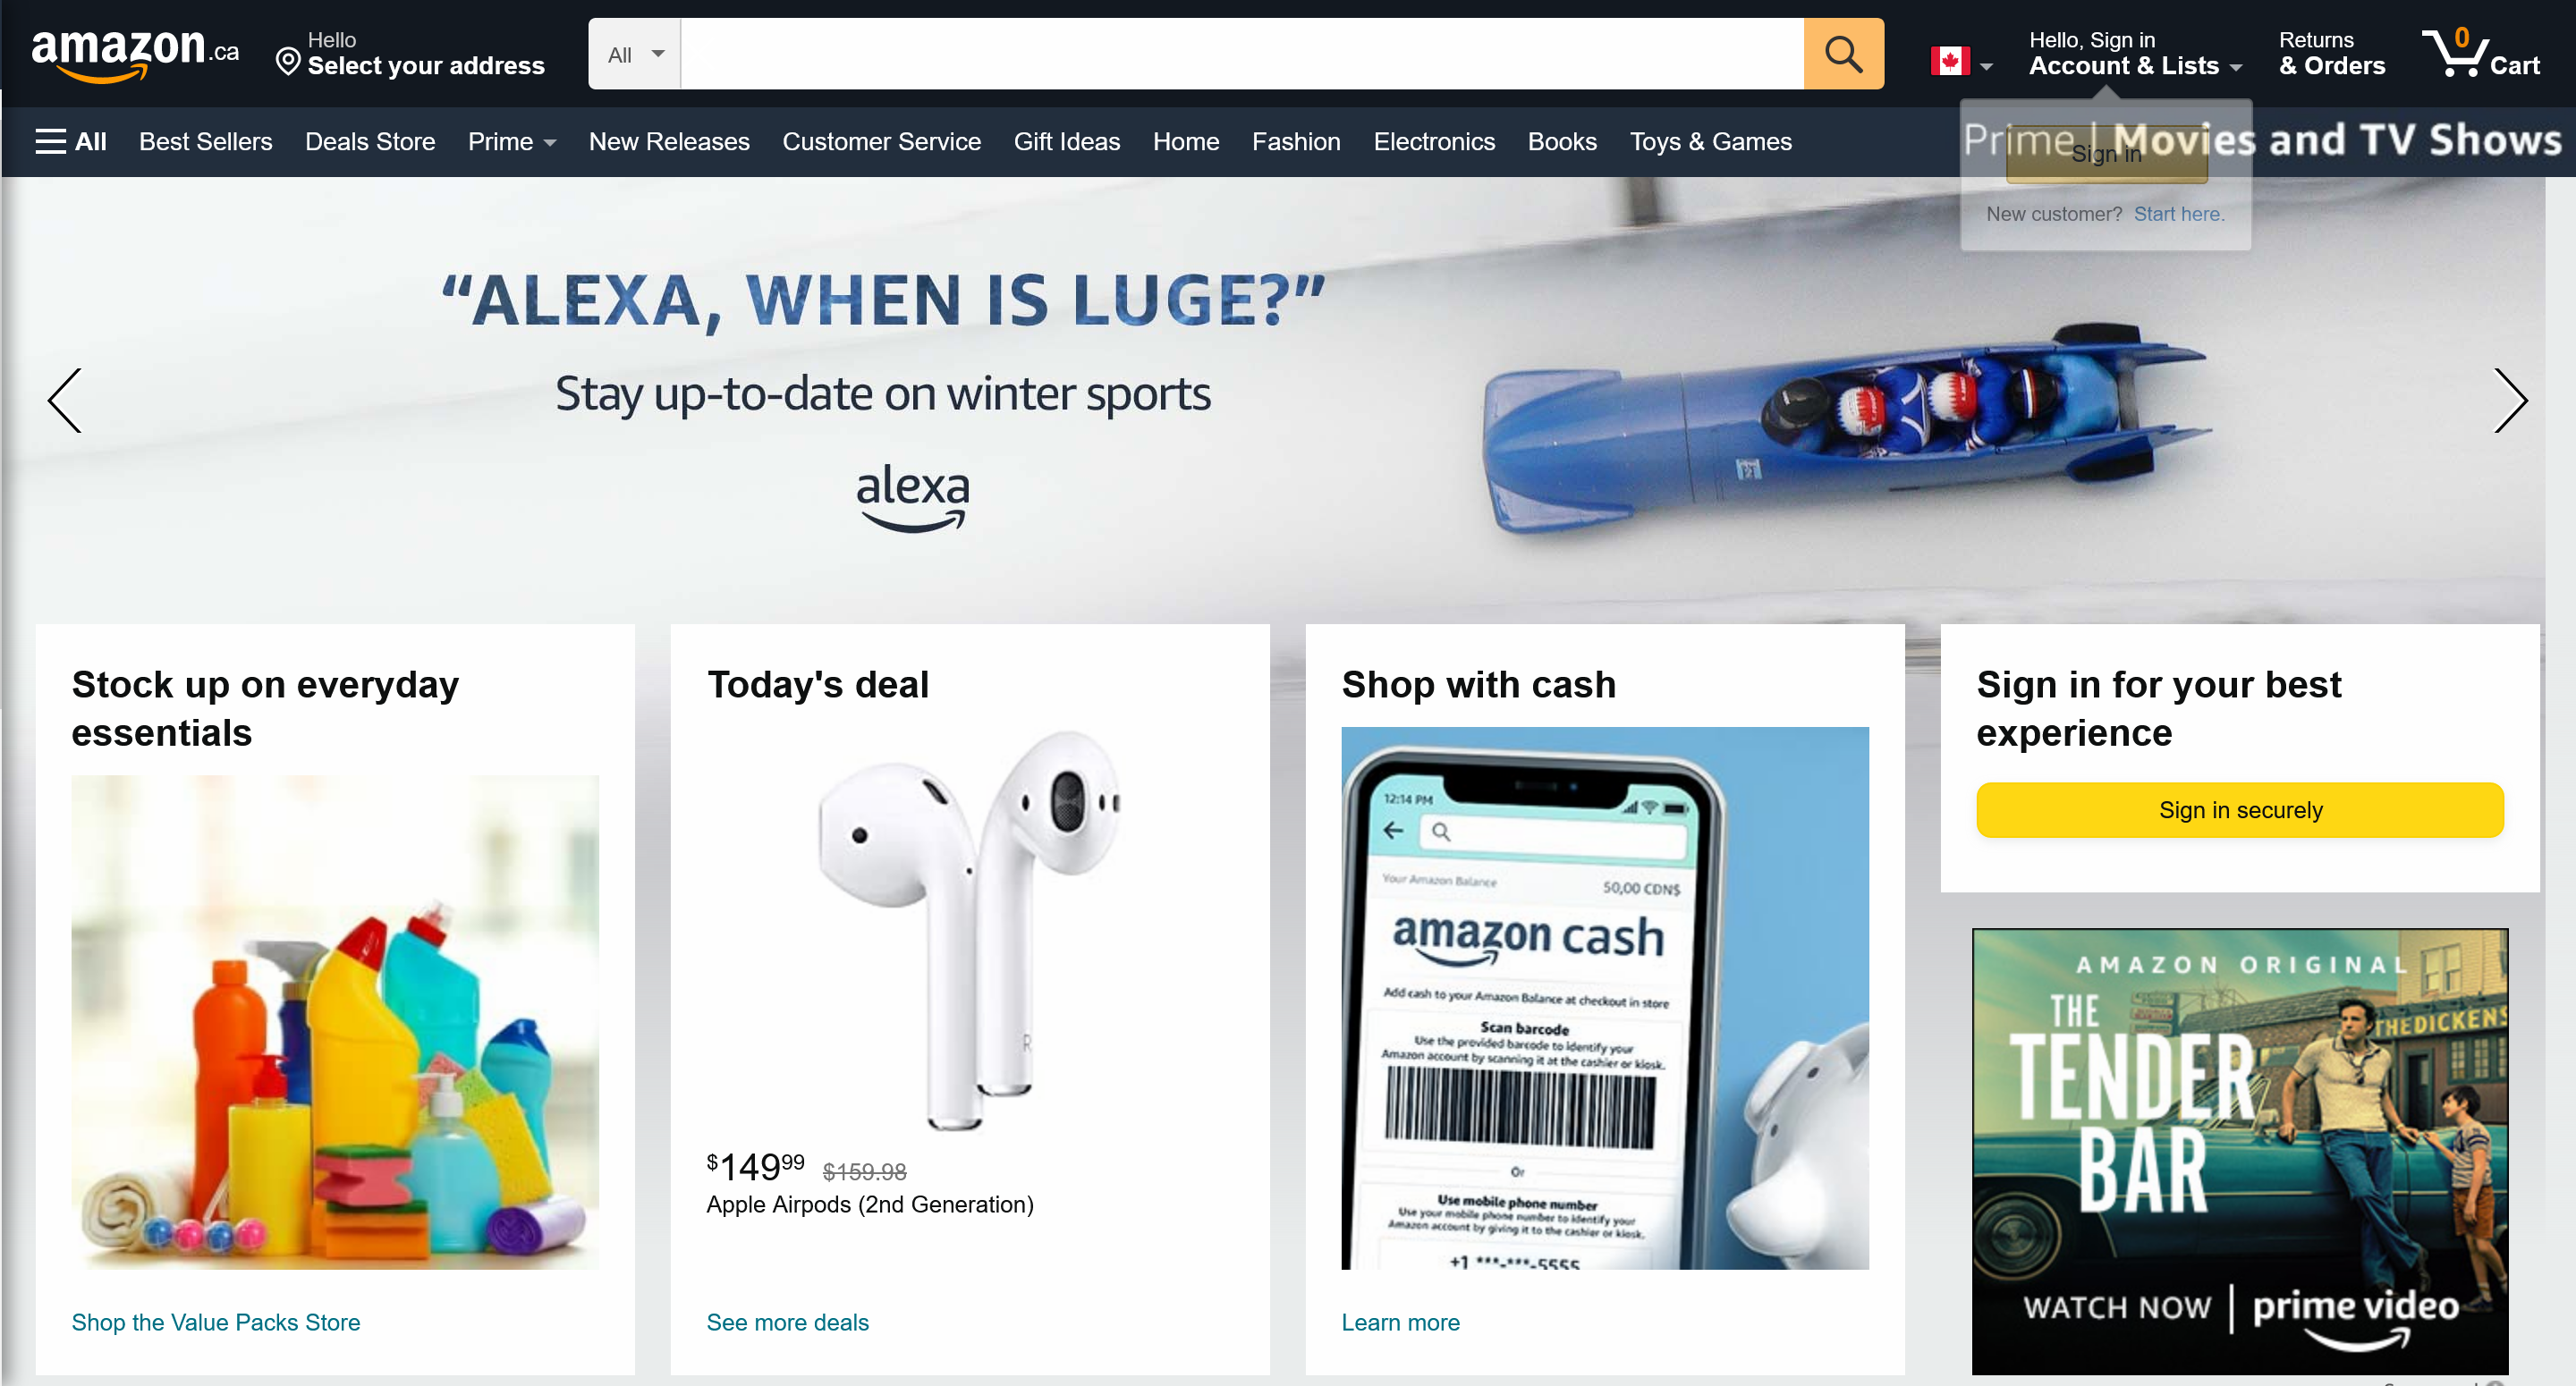 amazon.ca
Hello
Select your address
All
Hello, Sign in
Account & Lists
Returns
& Orders
0
Cart
All
Best Sellers
Deals Store
Prime
New Releases
Customer Service
Gift Ideas
Home
Fashion
Electronics
Books
Toys & Games
Prime | Movies and TV Shows
Sign in
New customer? Start here.
“ALEXA, WHEN IS LUGE?”
Stay up-to-date on winter sports
alexa
Stock up on everyday
essentials
Shop the Value Packs Store
Today's deal
R
$149.99 $159.98
Apple Airpods (2nd Generation)
See more deals
Shop with cash
12:14 PM
Your Amazon Balance 50,00 CDN$
amazon cash
Add cash to your Amazon Balance at checkout in store
Scan barcode
Use the provided barcode to identify your
Amazon account by scanning it at the cashier or kiosk.
Or
Use mobile phone number
Use your mobile phone number to identify your
Amazon account by giving it to the cashier or kiosk.
+1 ***-***-5555
Learn more
Sign in for your best
experience
Sign in securely
AMAZON ORIGINAL
THE
TENDER
BAR
THE DICKENS
WATCH NOW | prime video